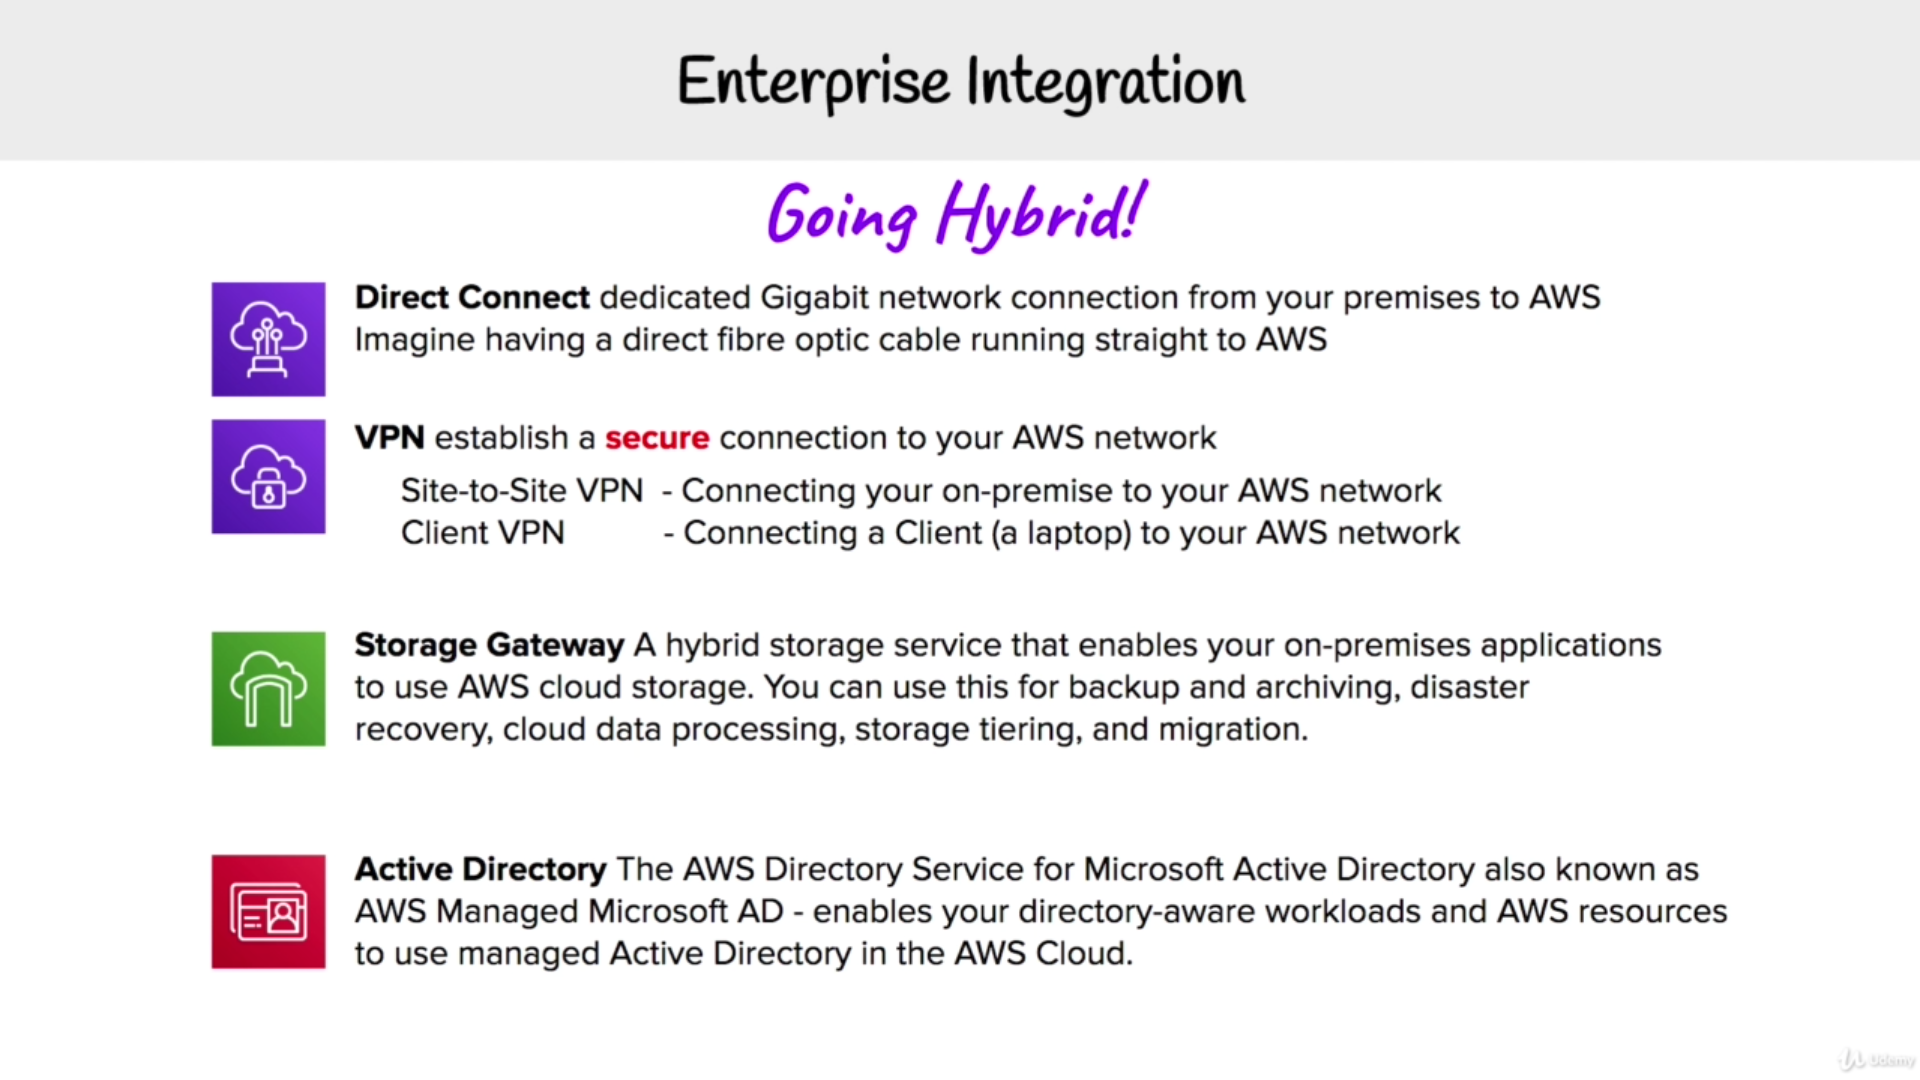 Enterprise Integration
Going Hybrid!
Direct Connect dedicated Gigabit network connection from your premises to AWS
Imagine having a direct fibre optic cable running straight to AWS
VPN establish a secure connection to your AWS network
Site-to-Site VPN - Connecting your on-premise to your AWS network
Client VPN - Connecting a Client (a laptop) to your AWS network
Storage Gateway A hybrid storage service that enables your on-premises applications
to use AWS cloud storage. You can use this for backup and archiving, disaster
recovery, cloud data processing, storage tiering, and migration.
Active Directory The AWS Directory Service for Microsoft Active Directory also known as
AWS Managed Microsoft AD - enables your directory-aware workloads and AWS resources
to use managed Active Directory in the AWS Cloud.
Udemy